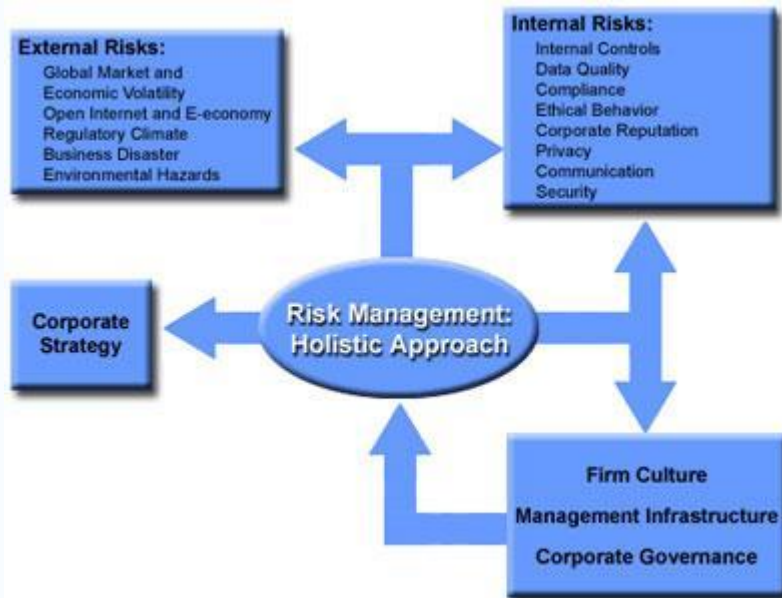 External Risks:
Global Market and
Economic Volatility
Open Internet and E-economy
Regulatory Climate
Business Disaster
Environmental Hazards
Internal Risks:
Internal Controls
Data Quality
Compliance
Ethical Behavior
Corporate Reputation
Privacy
Communication
Security
Corporate
Strategy
Risk Management:
Holistic Approach
Firm Culture
Management Infrastructure
Corporate Governance